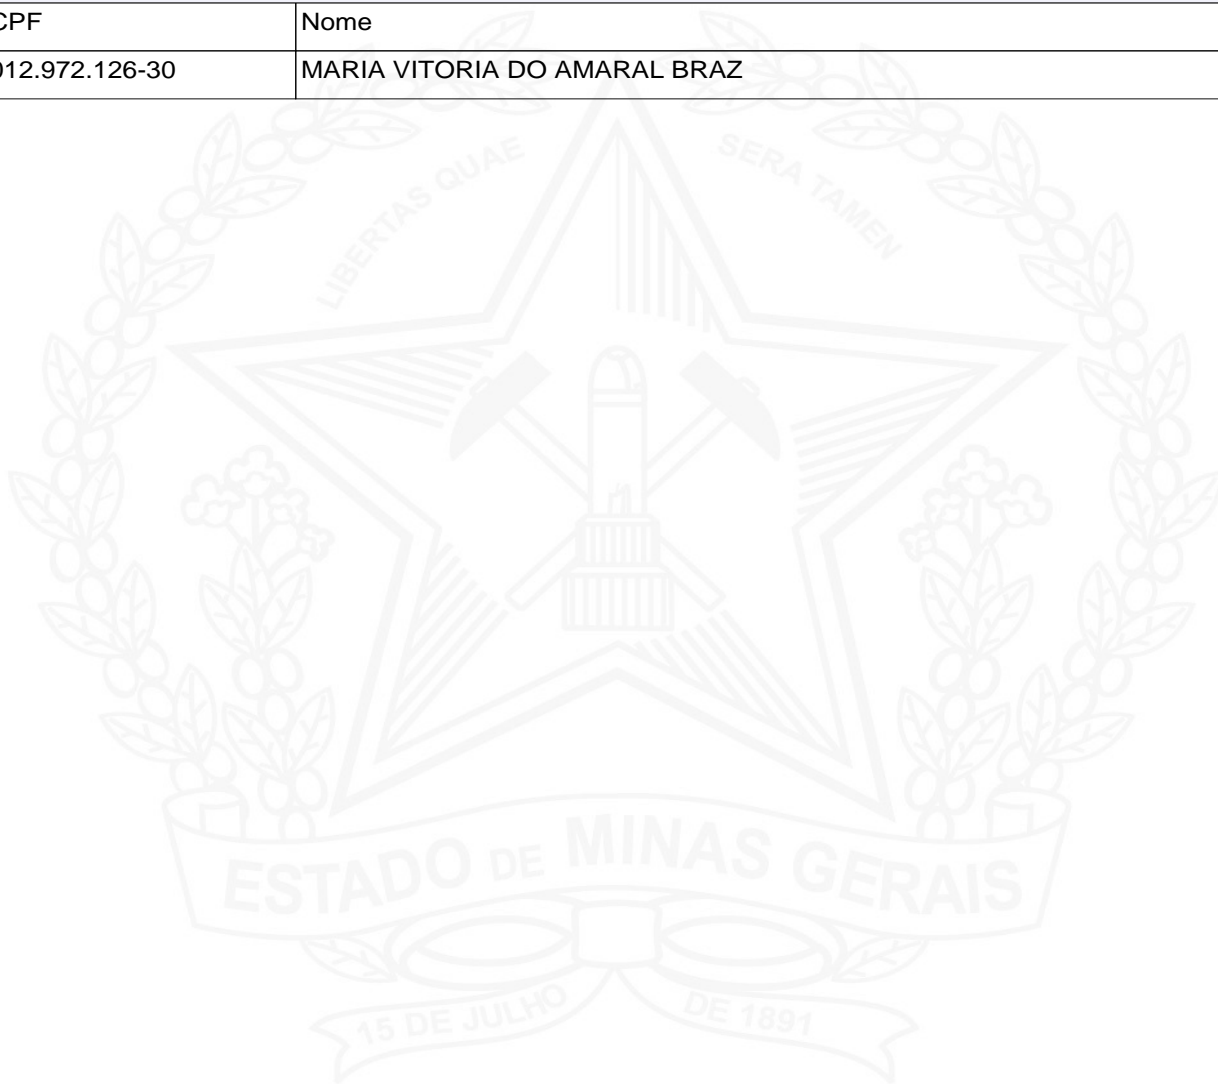 CPF Nome
012.972.126-30 MARIA VITORIA DO AMARAL BRAZ
LIBERTAS QUAE SERA TAMEN
ESTADO DE MINAS GERAIS
15 DE JULHO DE 1891